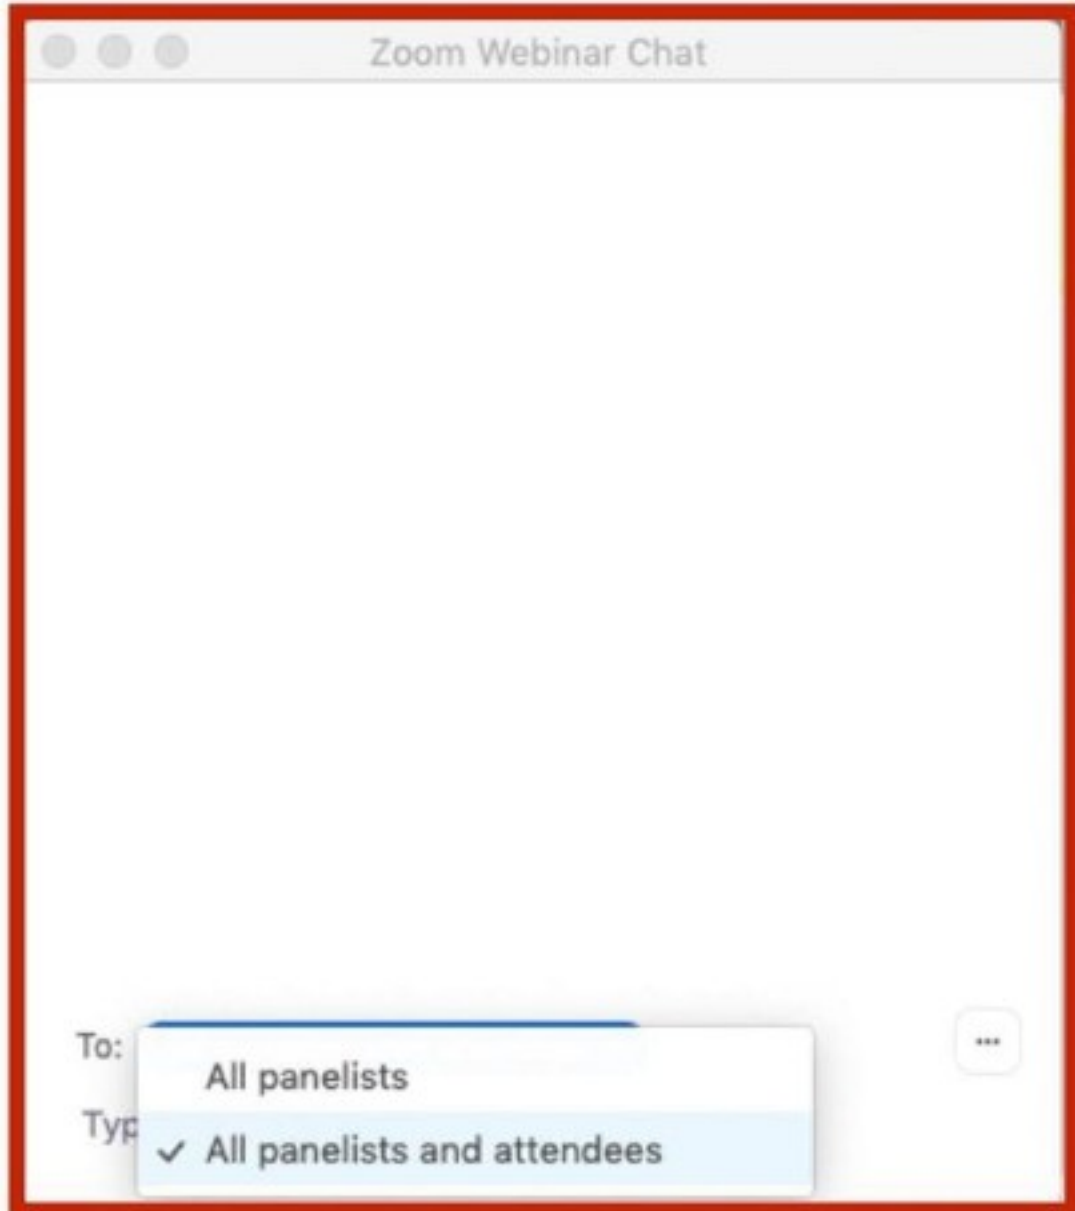 Zoom Webinar Chat
To:
All panelists
Typ
✓ All panelists and attendees